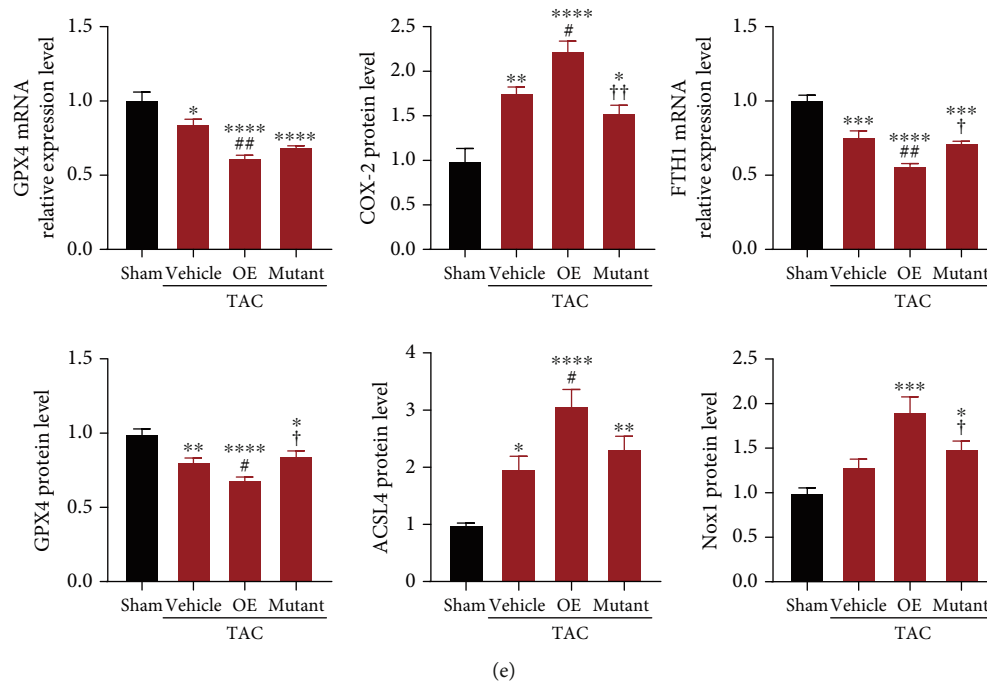 GPX4 mRNA
relative expression level
1.5
1.0
0.5
0.0
*
****
##
****
Sham Vehicle OE Mutant
TAC
COX-2 protein level
2.5
2.0
1.5
1.0
0.5
0.0
**
****
#
*
††
Sham Vehicle OE Mutant
TAC
FTH1 mRNA
relative expression level
1.5
1.0
0.5
0.0
***
****
##
***
†
Sham Vehicle OE Mutant
TAC
GPX4 protein level
1.5
1.0
0.5
0.0
**
****
#
*
†
Sham Vehicle OE Mutant
TAC
ACSL4 protein level
4
3
2
1
0
*
****
#
**
Sham Vehicle OE Mutant
TAC
Nox1 protein level
2.5
2.0
1.5
1.0
0.5
0.0
***
*
†
Sham Vehicle OE Mutant
TAC
(e)